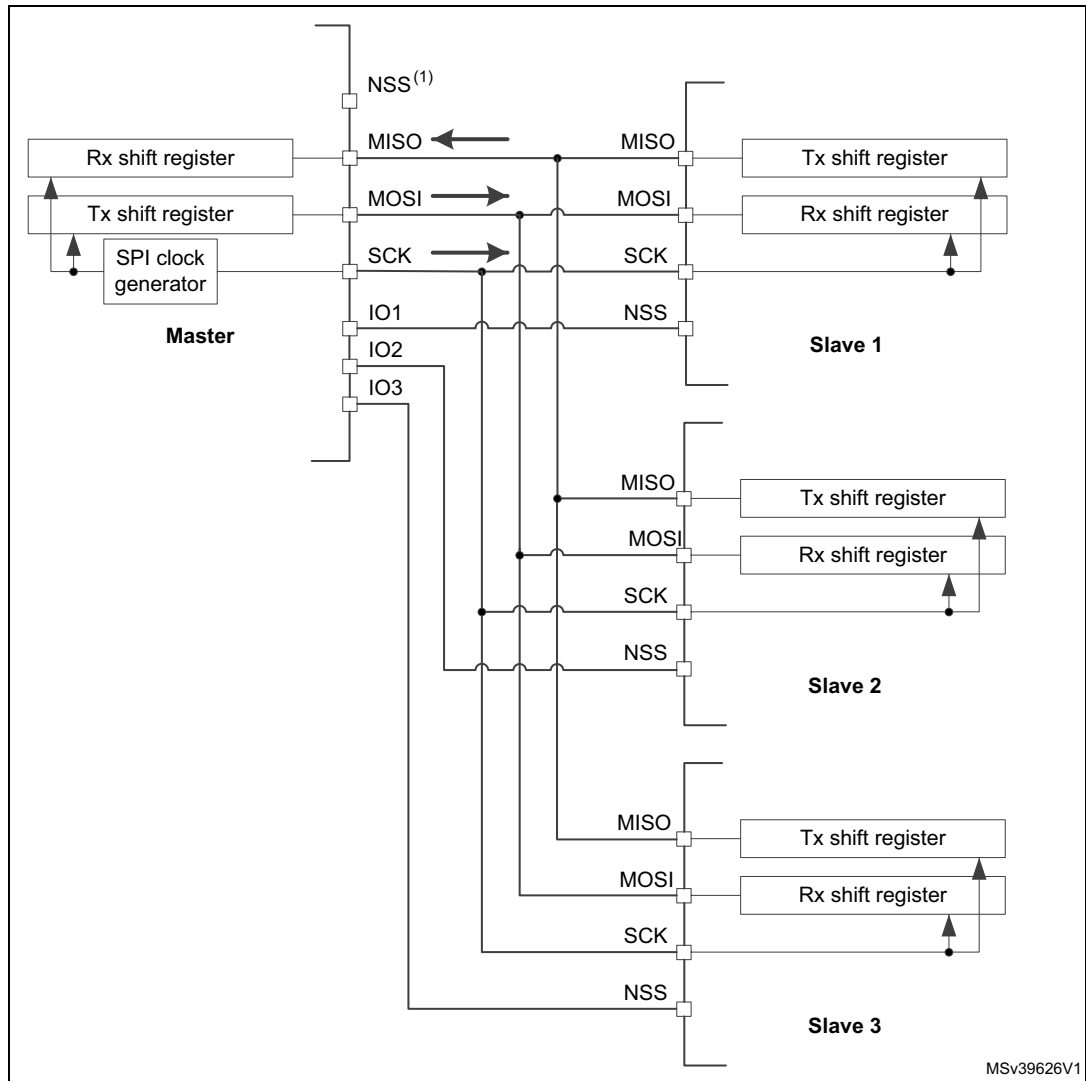 NSS(1)
MISO
MISO
Rx shift register
Tx shift register
MOSI
MOSI
Tx shift register
Rx shift register
SCK
SCK
SPI clock
generator
IO1
NSS
Master
Slave 1
IO2
IO3
MISO
Tx shift register
MOSI
Rx shift register
SCK
NSS
Slave 2
MISO
Tx shift register
MOSI
Rx shift register
SCK
NSS
Slave 3
MSv39626V1